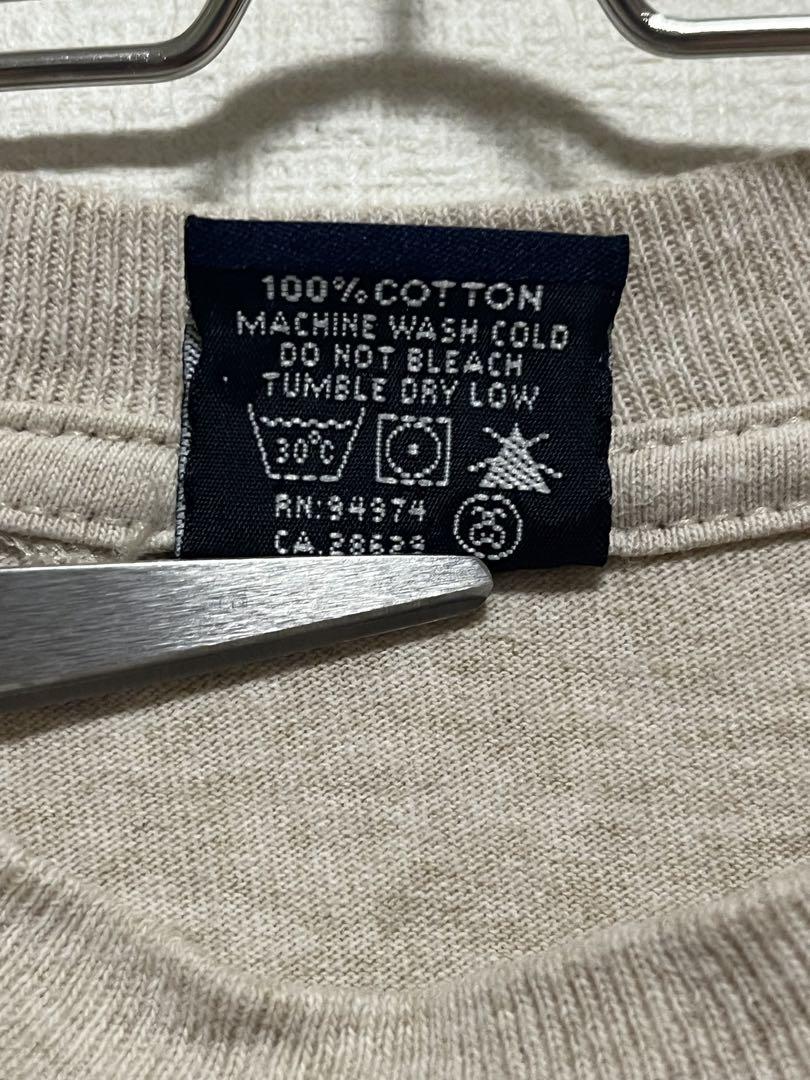 100% COTTON
MACHINE WASH COLD
DO NOT BLEACH
TUMBLE DRY LOW
30°C
RN:94974